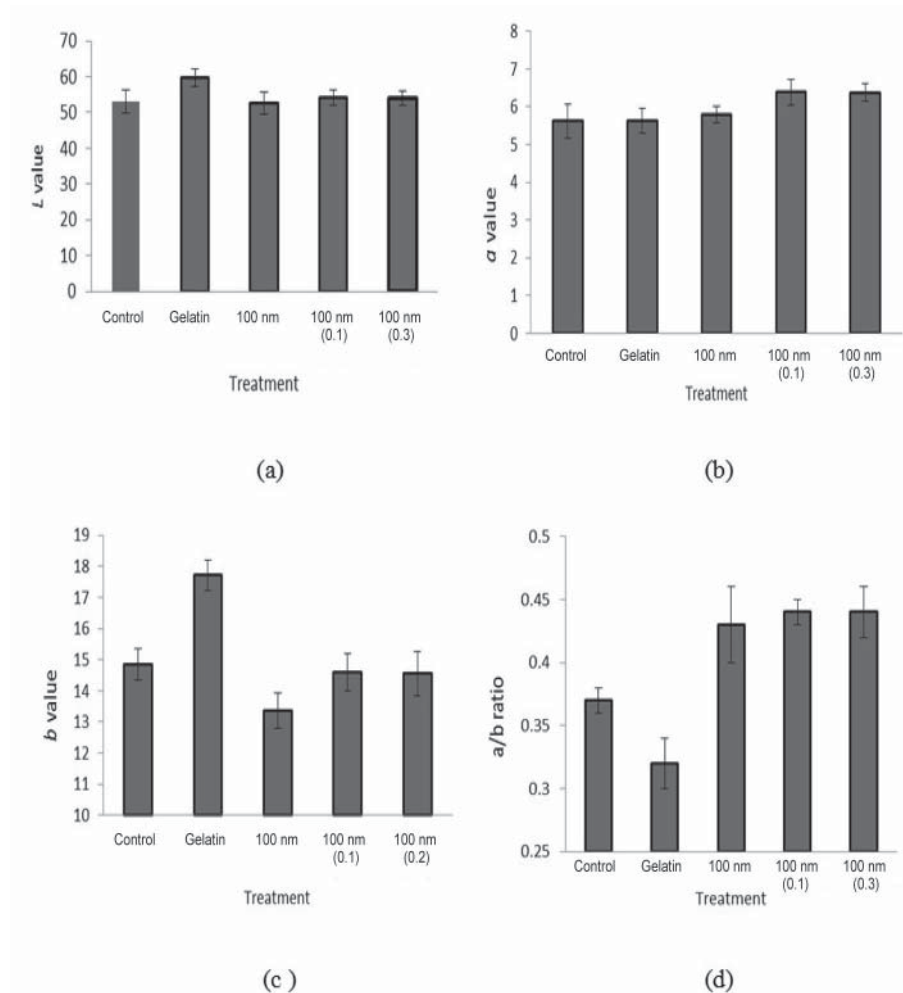 70
60
50
40
30
20
10
0
L value
Control Gelatin 100 nm 100 nm 100 nm
(0.1) (0.3)
Treatment
(a)
8
7
6
5
4
3
2
1
0
a value
Control Gelatin 100 nm 100 nm 100 nm
(0.1) (0.3)
Treatment
(b)
19
18
17
16
15
14
13
12
11
10
b value
Control Gelatin 100 nm 100 nm 100 nm
(0.1) (0.2)
Treatment
(c )
0.5
0.45
0.4
0.35
0.3
0.25
a/b ratio
Control Gelatin 100 nm 100 nm 100 nm
(0.1) (0.3)
Treatment
(d)